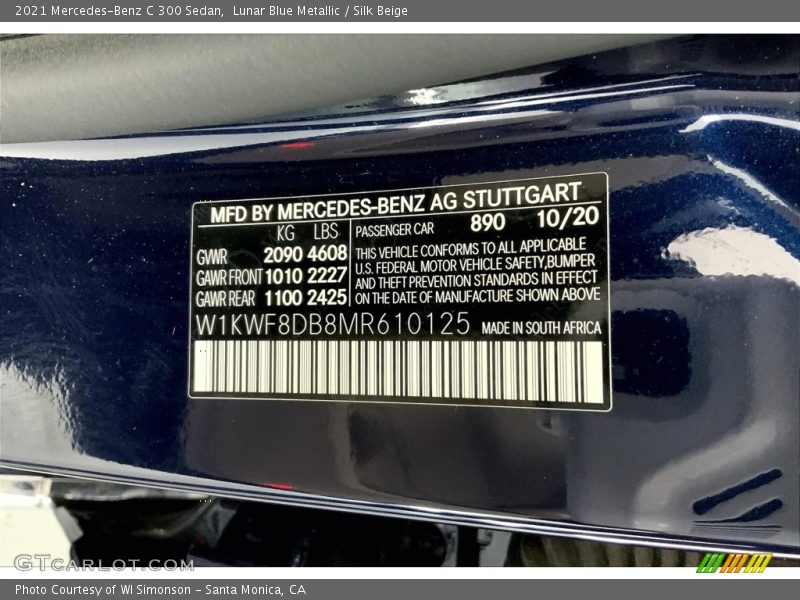 2021 Mercedes-Benz C 300 Sedan, Lunar Blue Metallic / Silk Beige
MFD BY MERCEDES-BENZ AG STUTTGART
KG LBS
GVWR 2090 4608
GAWR FRONT 1010 2227
GAWR REAR 1100 2425
PASSENGER CAR 890 10/20
THIS VEHICLE CONFORMS TO ALL APPLICABLE
U.S. FEDERAL MOTOR VEHICLE SAFETY,BUMPER
AND THEFT PREVENTION STANDARDS IN EFFECT
ON THE DATE OF MANUFACTURE SHOWN ABOVE
W1KWF8DB8MR610125 MADE IN SOUTH AFRICA
GTcarlot.com
Photo Courtesy of WI Simonson - Santa Monica, CA